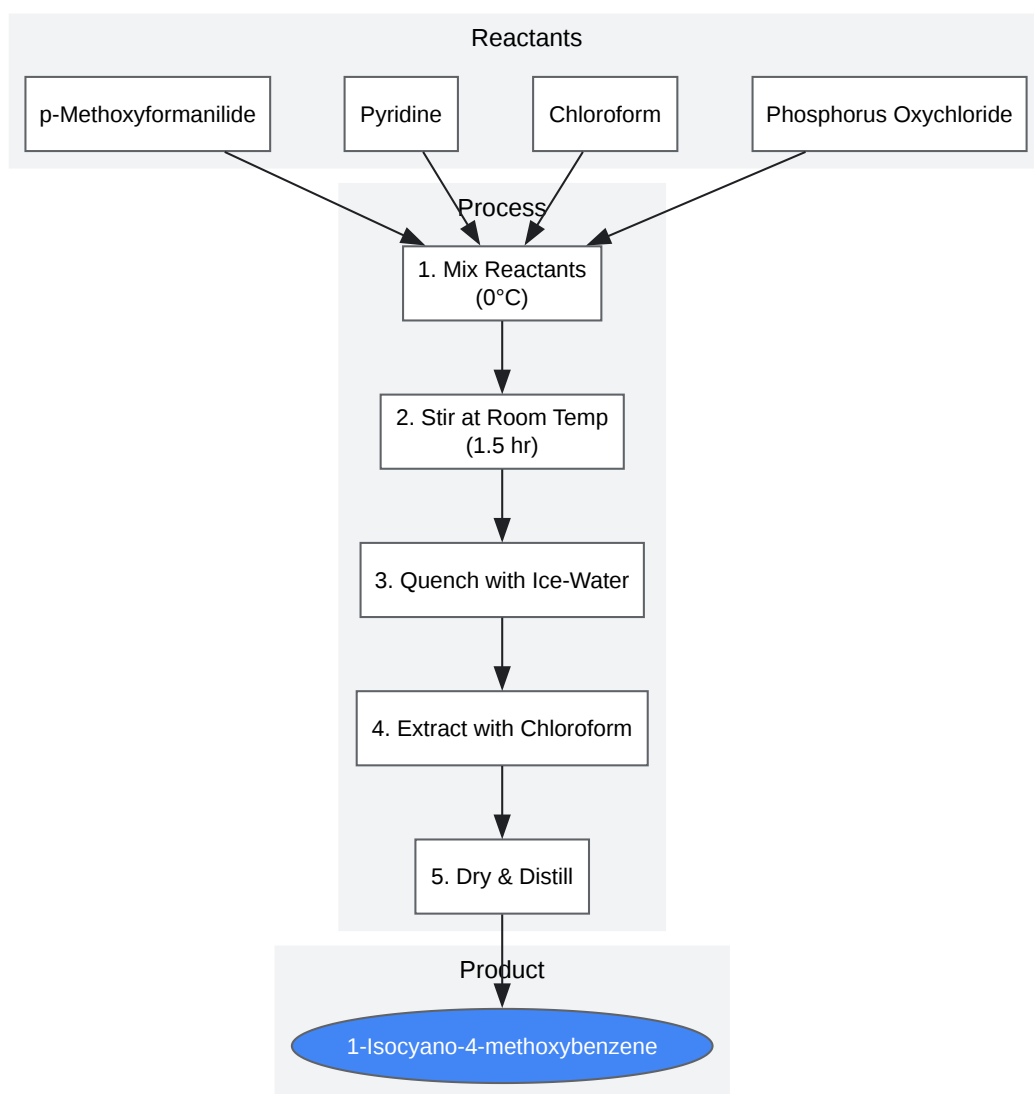 Reactants
p-Methoxyformanilide
Pyridine
Chloroform
Phosphorus Oxychloride
Process
1. Mix Reactants
(0°C)
2. Stir at Room Temp
(1.5 hr)
3. Quench with Ice-Water
4. Extract with Chloroform
5. Dry & Distill
Product
1-Isocyano-4-methoxybenzene